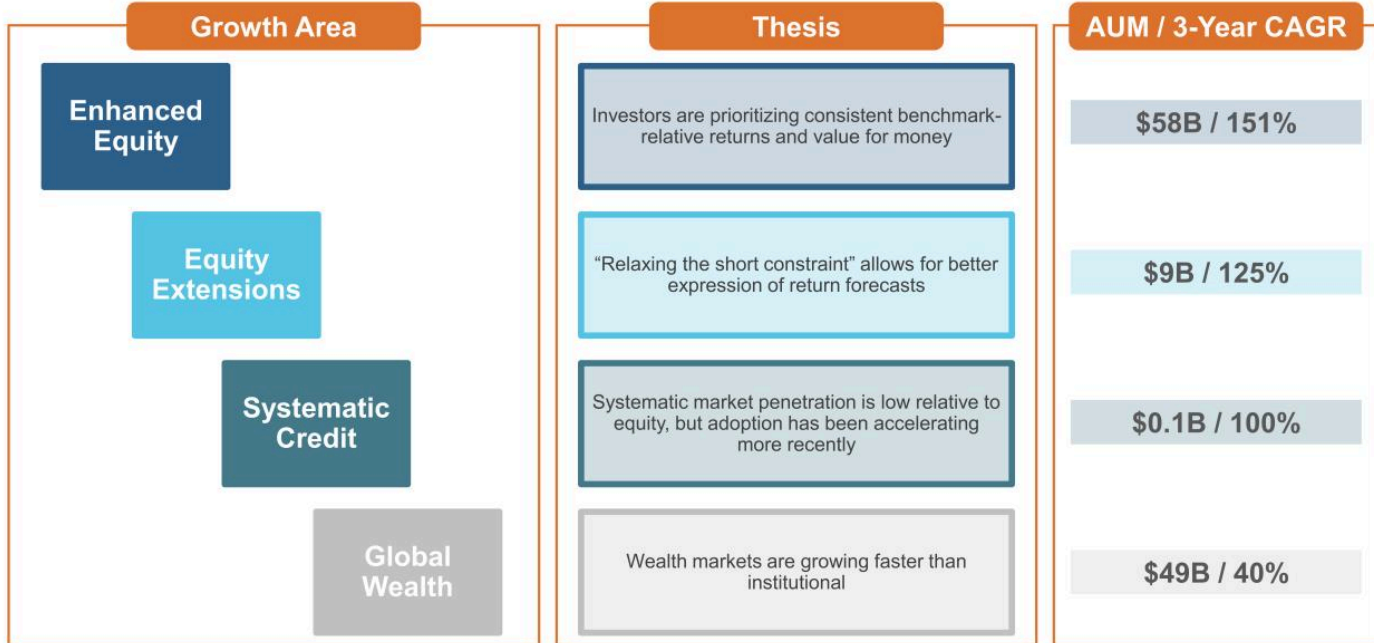 Growth Area
Thesis
AUM / 3-Year CAGR
Enhanced
Equity
Investors are prioritizing consistent benchmark-
relative returns and value for money
$58B / 151%
Equity
Extensions
“Relaxing the short constraint” allows for better
expression of return forecasts
$9B / 125%
Systematic
Credit
Systematic market penetration is low relative to
equity, but adoption has been accelerating
more recently
$0.1B / 100%
Global
Wealth
Wealth markets are growing faster than
institutional
$49B / 40%